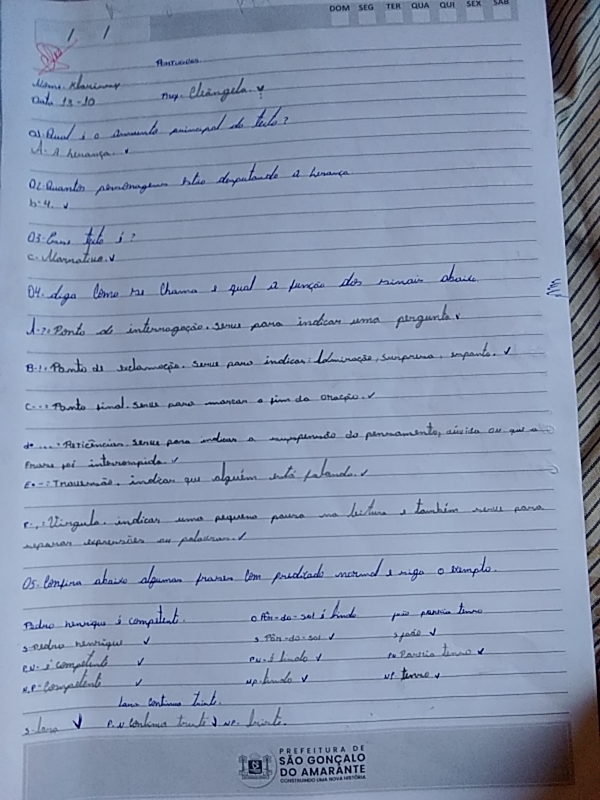 DOM SEG TER QUA QUI SEX SAB
/ /
Português
Nome:
Data 13-10 Prof. Elângela
01. Qual é o assunto principal do texto?
A. A herança.
02. Quantos personagens estão disputando a herança
b. 4.
03. Esse texto é?
C. Narrativo.
04. diga como se chama e qual a função dos sinais abaixo
A-?: Ponto de interrogação. serve para indicar uma pergunta
B-!: Ponto de exclamação. serve para indicar: admiração, surpresa, espanto.
C-.: Ponto final. serve para marcar o fim da oração.
d- ...: Reticências. serve para indicar a suspensão do pensamento, dúvida ou que a
frase foi interrompida.
E- -: Travessão. indicar que alguém está falando.
F- ,: Vírgula. indicar uma pequena pausa na leitura e também serve para
separar expressões ou palavras.
05. Confira abaixo algumas frases com predicado nominal e siga o exemplo.
Pedro henrique é competente. O Pôr-do-sol é lindo joão parecia tenso
S. Pedro henrique S. Pôr-do-sol S. joão
P.N- é competente P.N- é lindo P.N Parecia tenso
N.P- Competente N.P- lindo N.P tenso
Lara continua triste.
S- Lara P.N Continua triste N.P- triste.
PREFEITURA DE
SÃO GONÇALO
DO AMARANTE
CONSTRUINDO UMA NOVA HISTÓRIA